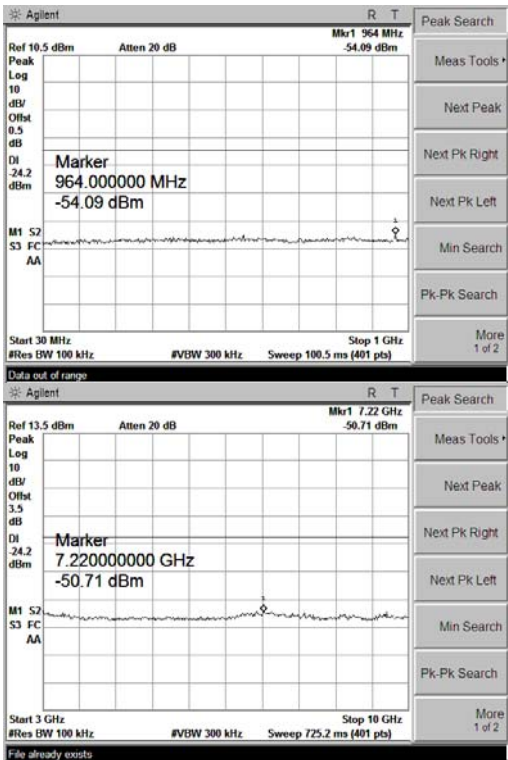 Agilent R T
Mkr1 964 MHz
Ref 10.5 dBm Atten 20 dB -54.09 dBm
Peak
Log
10
dB/
Offst
0.5
dB
DI
-24.2
dBm
Marker
964.000000 MHz
-54.09 dBm
1
M1 S2
S3 FC
AA
Start 30 MHz Stop 1 GHz
#Res BW 100 kHz #VBW 300 kHz Sweep 100.5 ms (401 pts)
Data out of range
Peak Search
Meas Tools
Next Peak
Next Pk Right
Next Pk Left
Min Search
Pk-Pk Search
More
1 of 2
Agilent R T
Mkr1 7.22 GHz
Ref 13.5 dBm Atten 20 dB -50.71 dBm
Peak
Log
10
dB/
Offst
3.5
dB
DI
-24.2
dBm
Marker
7.220000000 GHz
-50.71 dBm
1
M1 S2
S3 FC
AA
Start 3 GHz Stop 10 GHz
#Res BW 100 kHz #VBW 300 kHz Sweep 725.2 ms (401 pts)
File already exists
Peak Search
Meas Tools
Next Peak
Next Pk Right
Next Pk Left
Min Search
Pk-Pk Search
More
1 of 2